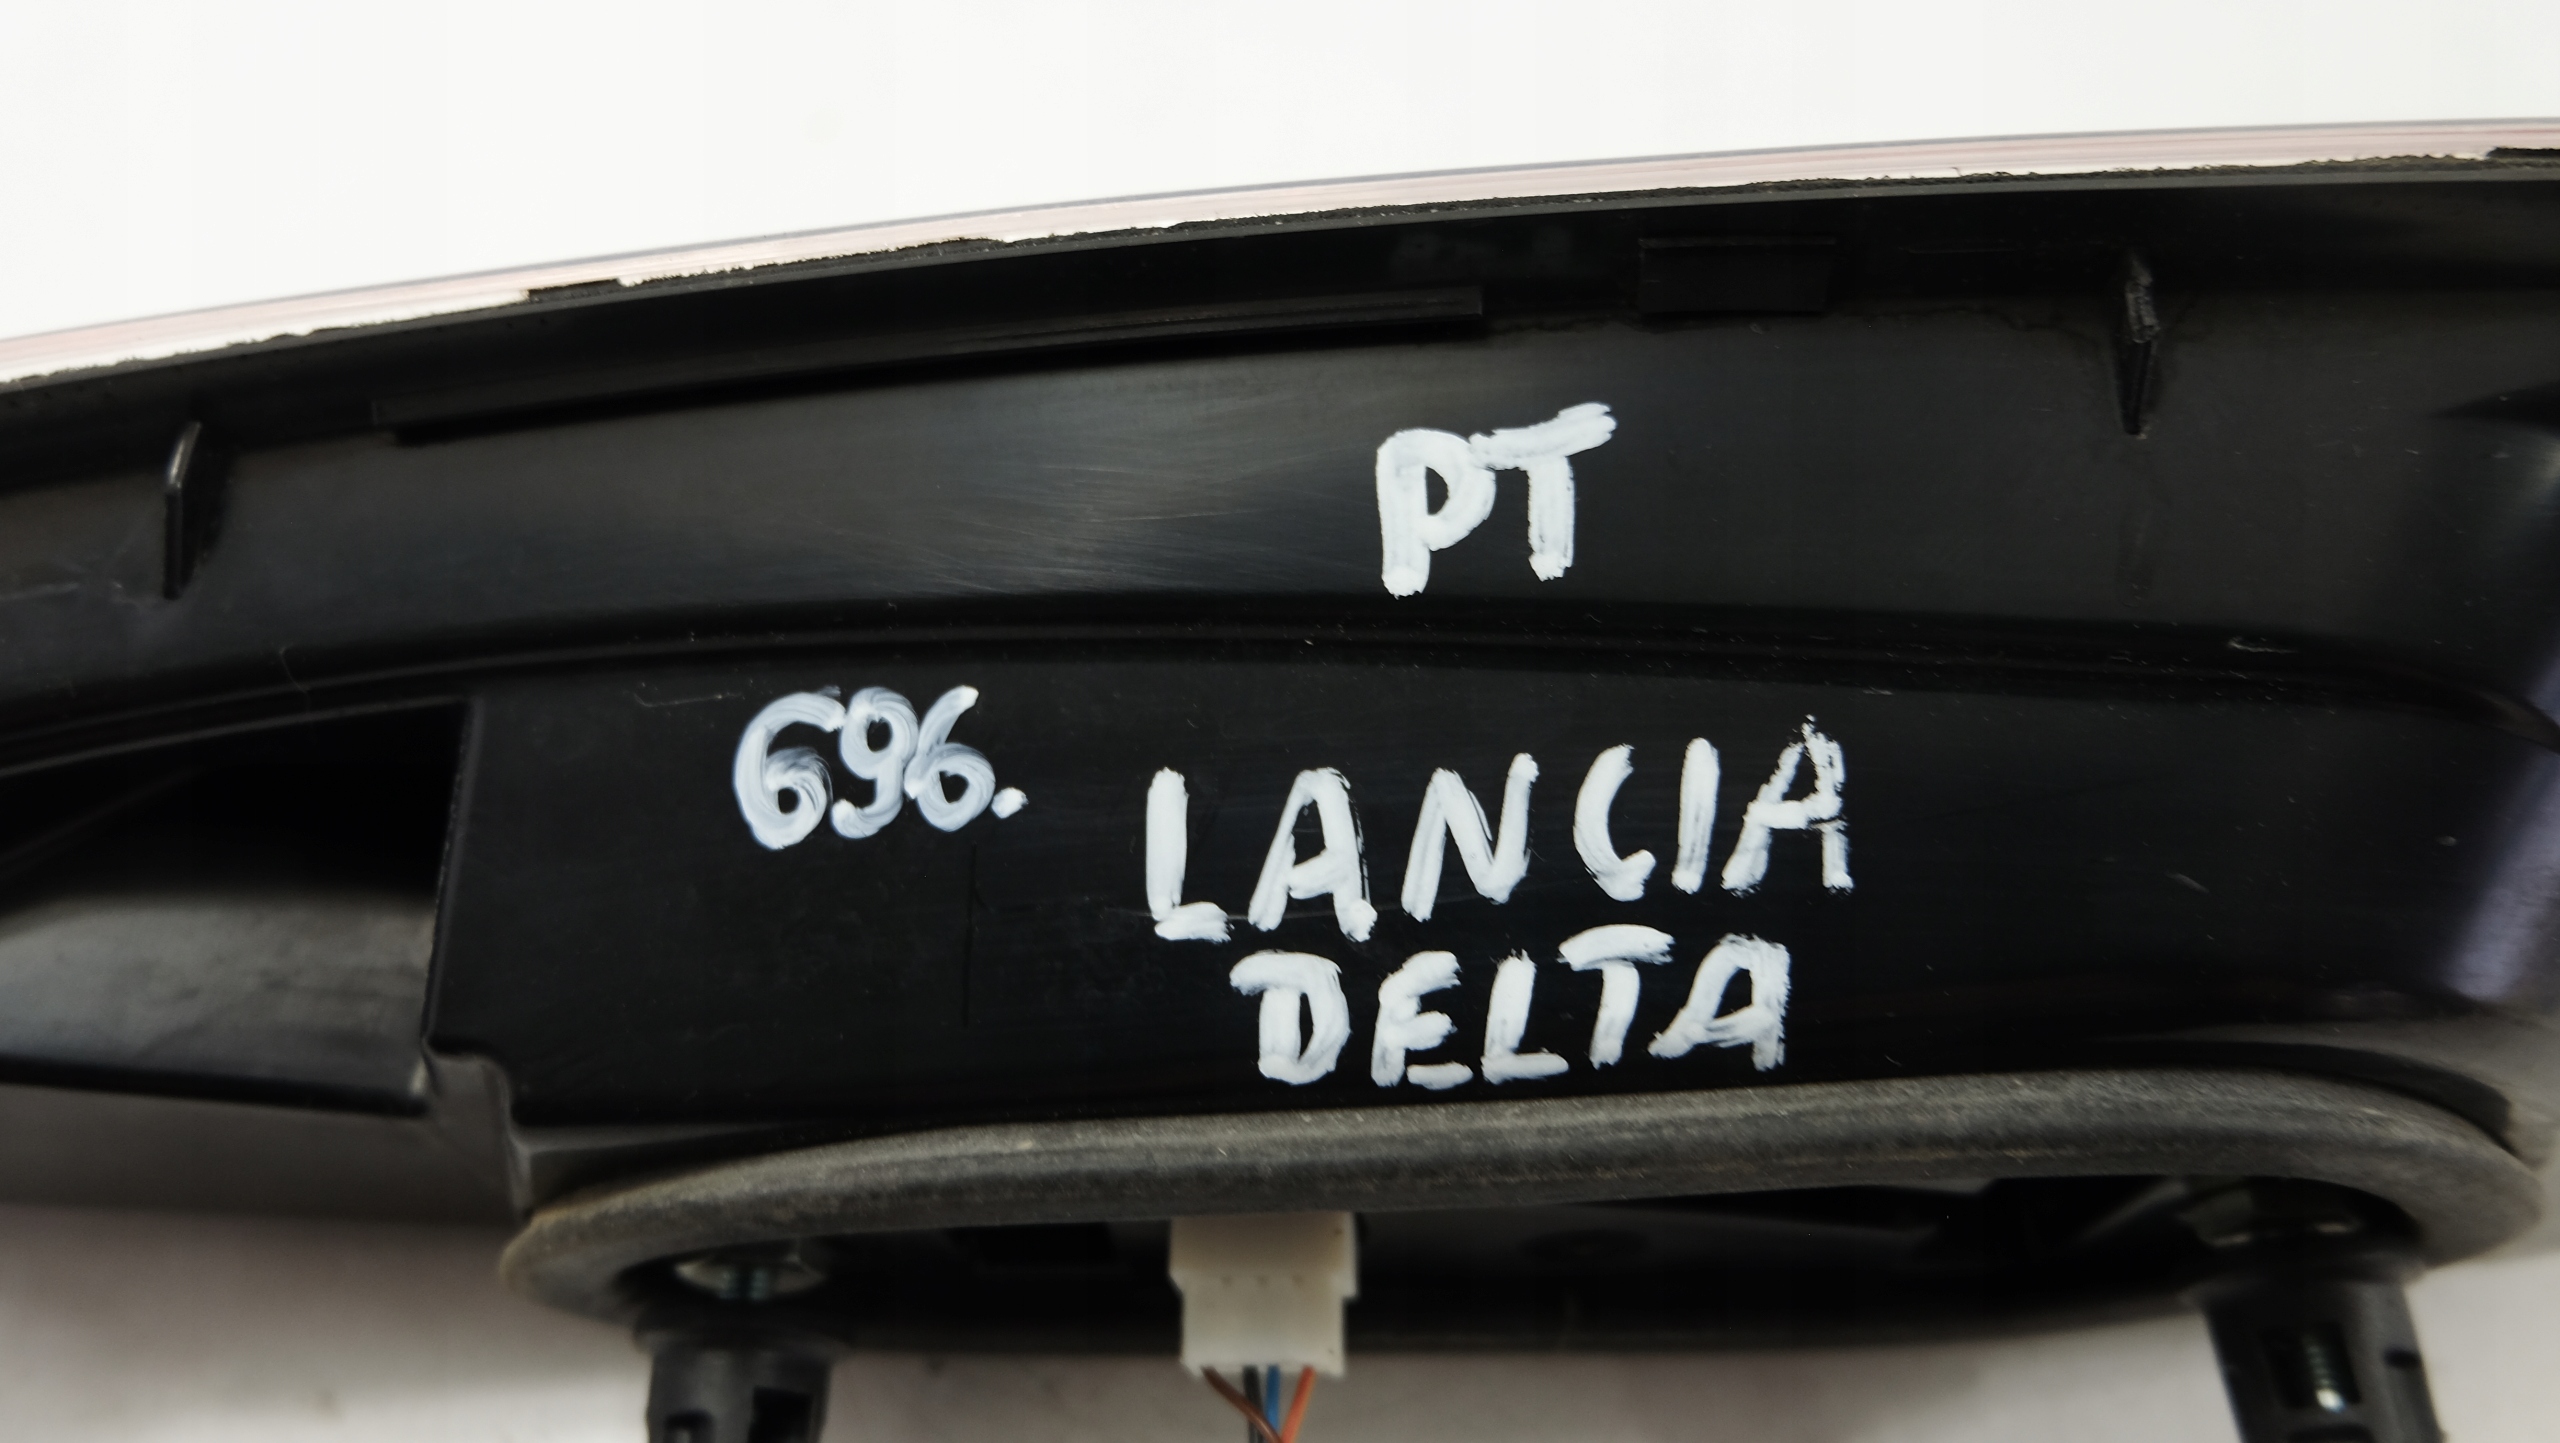 PT
696.
LANCIA
DELTA